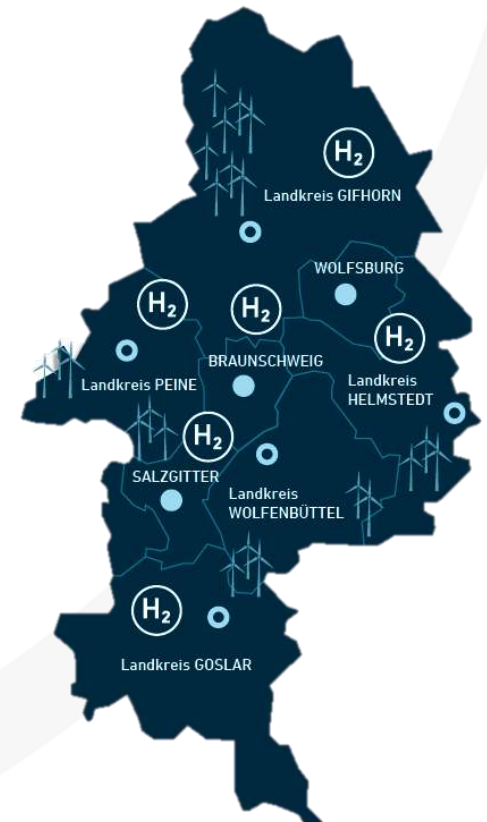 H₂
Landkreis GIFHORN
WOLFSBURG
H₂
H₂
H₂
BRAUNSCHWEIG
Landkreis PEINE
Landkreis
HELMSTEDT
H₂
SALZGITTER
Landkreis
WOLFENBÜTTEL
H₂
Landkreis GOSLAR